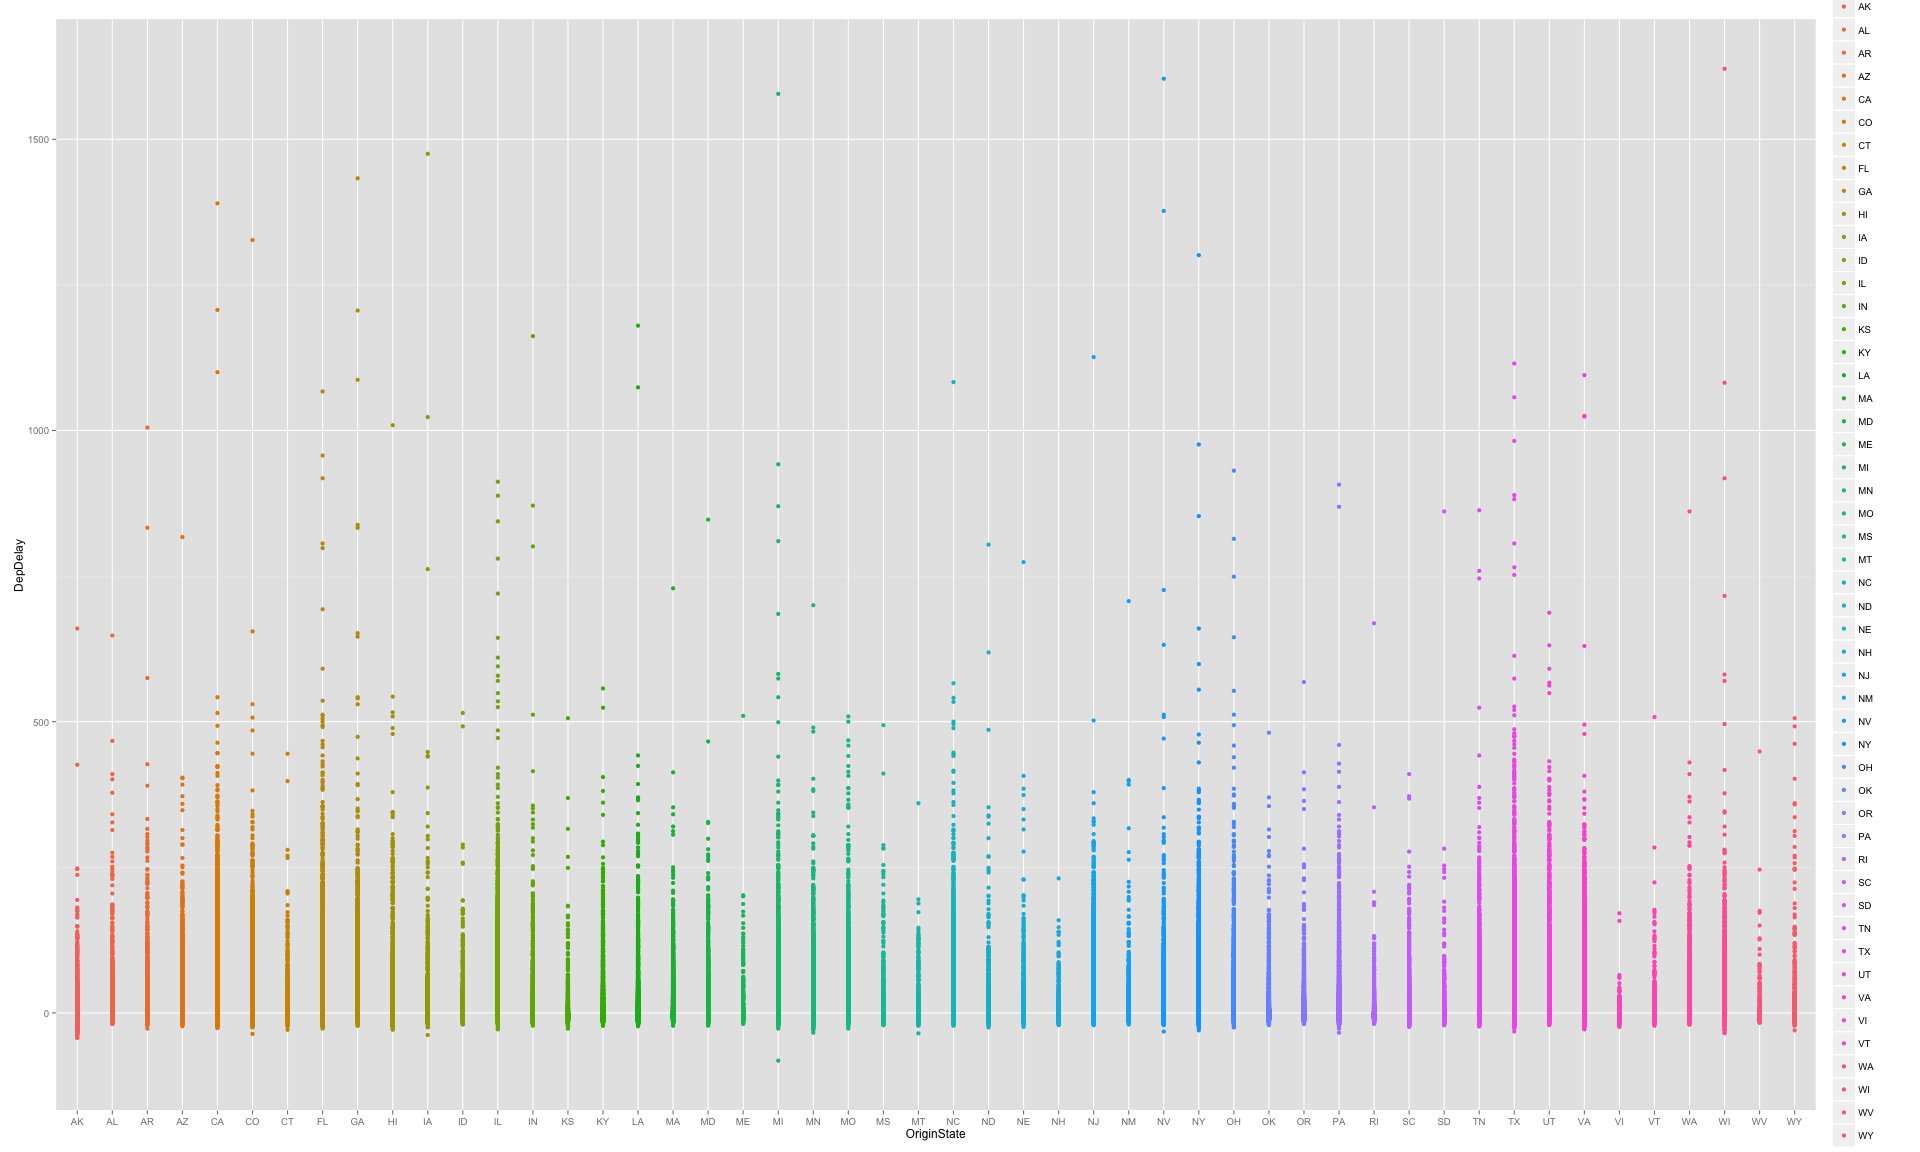 1500
1000
500
0
DepDelay
AK AL AR AZ CA CO CT FL GA HI IA ID IL IN KS KY LA MA MD ME MI MN MO MS MT NC ND NE NH NJ NM NV NY OH OK OR PA RI SC SD TN TX UT VA VI VT WA WI WV WY
OriginState
AK
AL
AR
AZ
CA
CO
CT
FL
GA
HI
IA
ID
IL
IN
KS
KY
LA
MA
MD
ME
MI
MN
MO
MS
MT
NC
ND
NE
NH
NJ
NM
NV
NY
OH
OK
OR
PA
RI
SC
SD
TN
TX
UT
VA
VI
VT
WA
WI
WV
WY